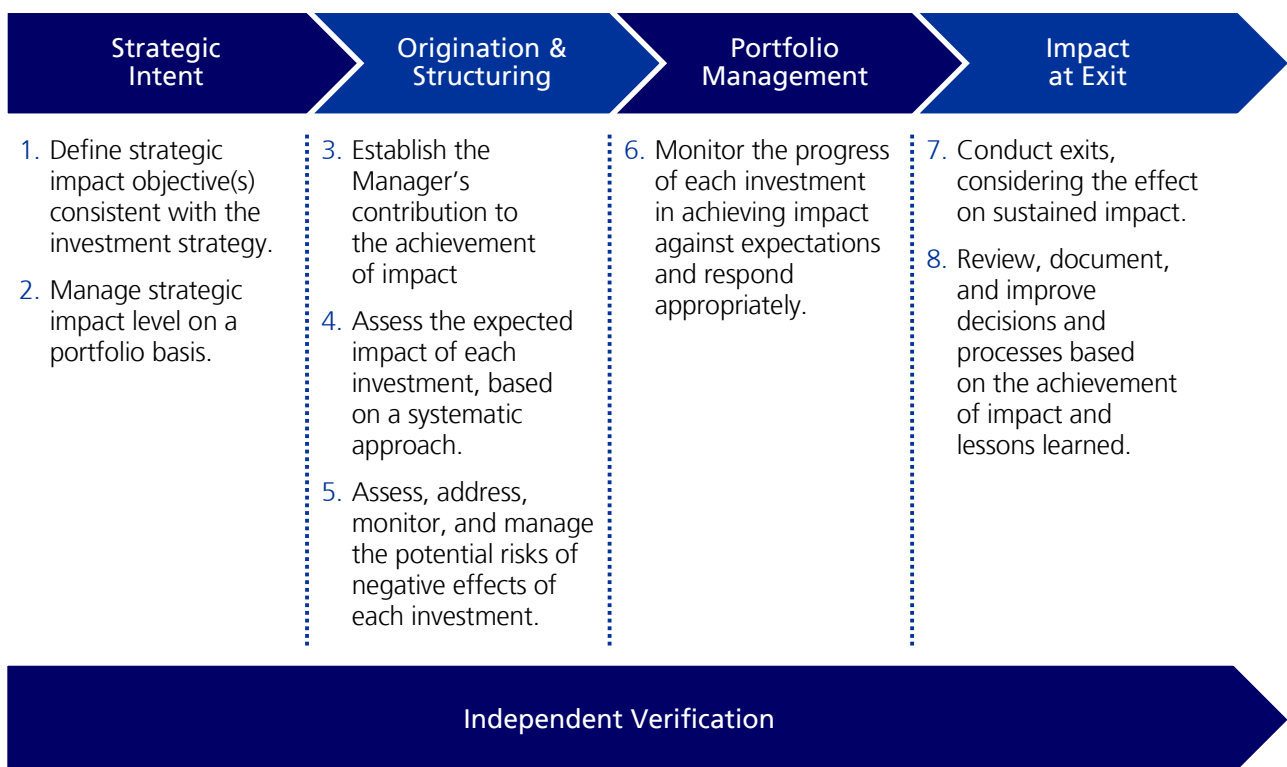 Strategic
Intent
Origination &
Structuring
Portfolio
Management
Impact
at Exit
1. Define strategic
impact objective(s)
consistent with the
investment strategy.
2. Manage strategic
impact level on a
portfolio basis.
3. Establish the
Manager's
contribution to
the achievement
of impact
4. Assess the expected
impact of each
investment, based
on a systematic
approach.
5. Assess, address,
monitor, and manage
the potential risks of
negative effects of
each investment.
6. Monitor the progress
of each investment
in achieving impact
against expectations
and respond
appropriately.
7. Conduct exits,
considering the effect
on sustained impact.
8. Review, document,
and improve
decisions and
processes based
on the achievement
of impact and
lessons learned.
Independent Verification